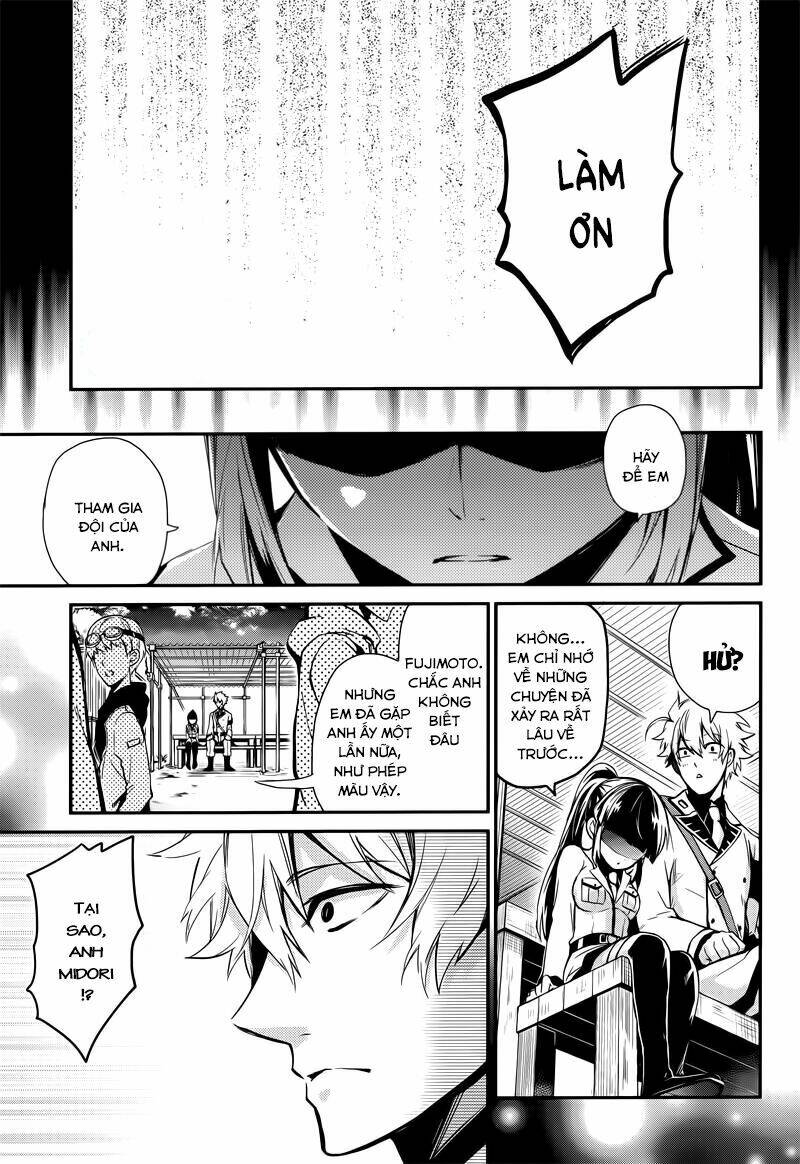 LÀM
ƠN
HÃY
ĐỂ EM
THAM GIA
ĐỘI CỦA
ANH.
HỬ?
KHÔNG...
EM CHỈ NHỚ
VỀ NHỮNG
CHUYỆN ĐÃ
XẢY RA RẤT
LÂU VỀ
TRƯỚC...
FUJIMOTO.
CHẮC ANH
KHÔNG
BIẾT
ĐÂU
NHƯNG
EM ĐÃ GẶP
ANH ẤY MỘT
LẦN NỮA,
NHƯ PHÉP
MÀU VẬY.
TẠI
SAO,
ANH
MIDORI
!?